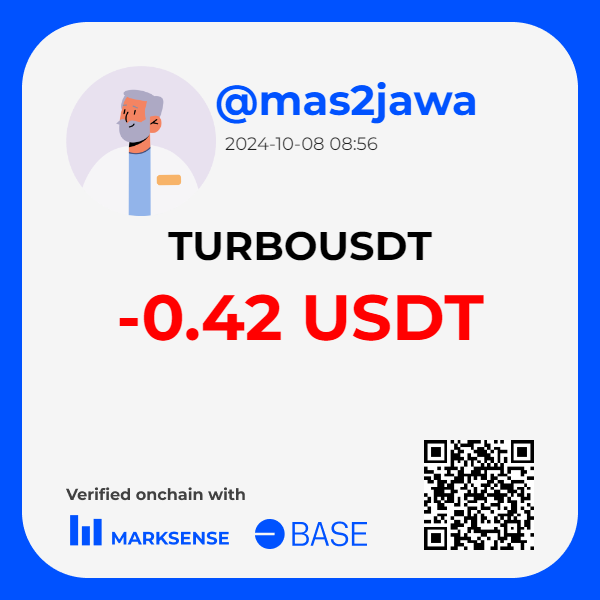 @mas2jawa
2024-10-08 08:56
TURBOUSDT
-0.42 USDT
Verified onchain with
MARKSENSE
BASE